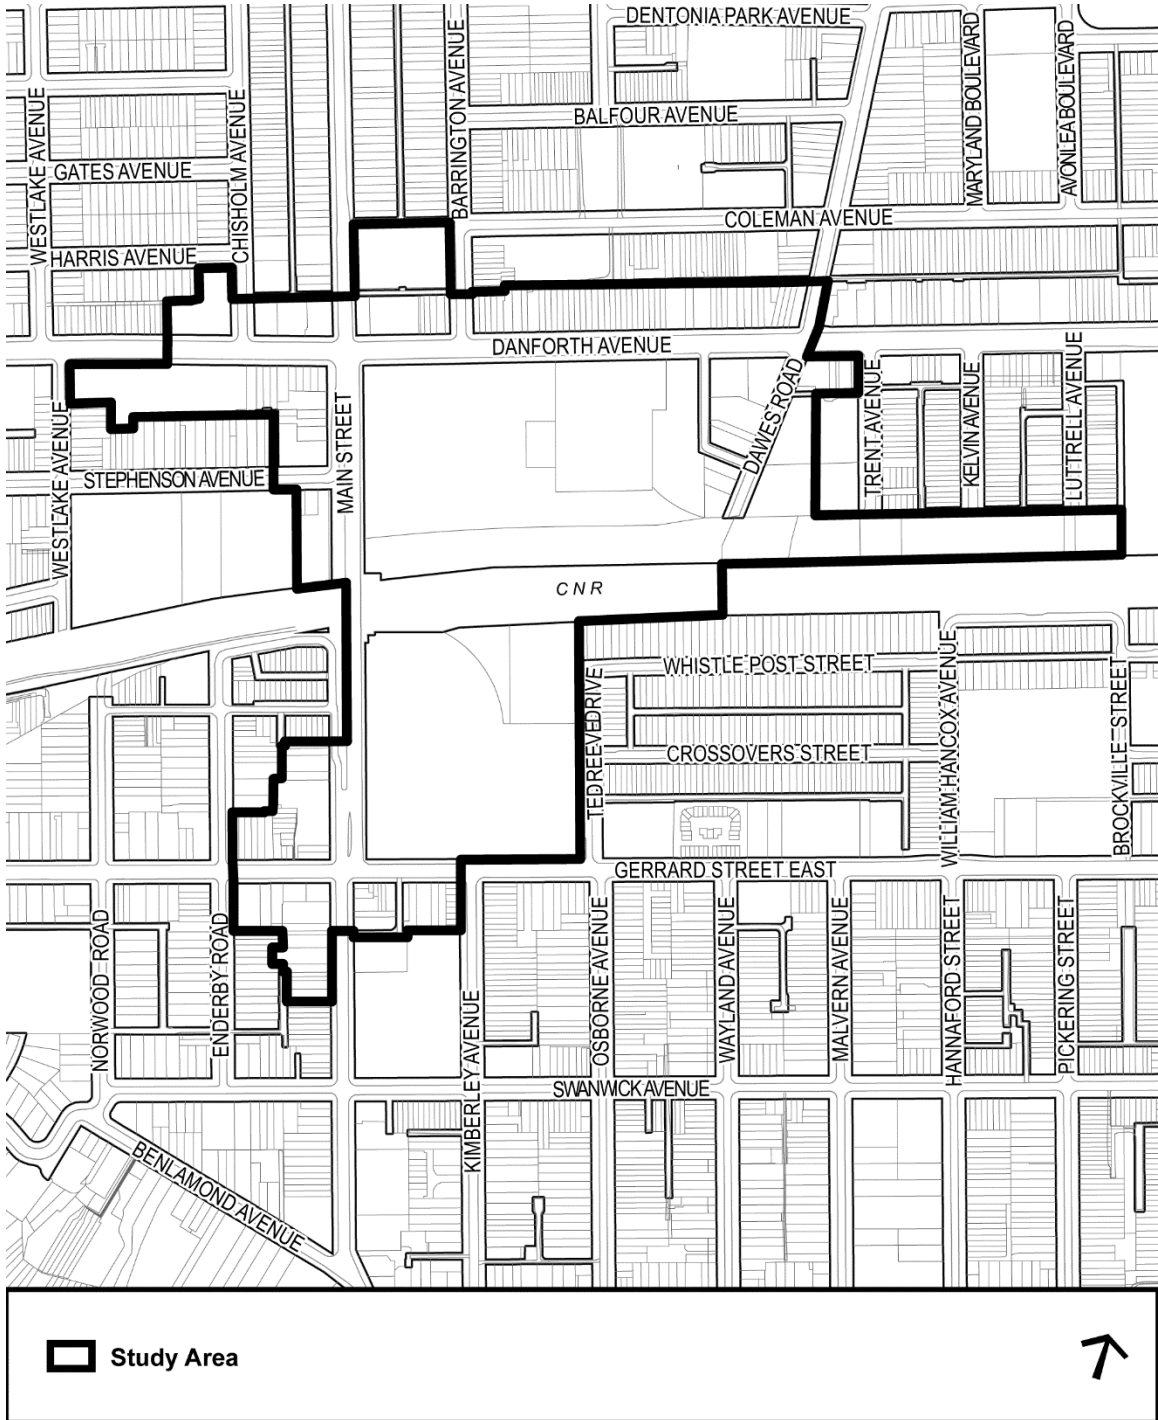 DENTONIA PARK AVENUE
BARRINGTON AVENUE
MARYLAND BOULEVARD
AVONLEA BOULEVARD
WESTLAKE AVENUE
CHISHOLM AVENUE
BALFOUR AVENUE
GATES AVENUE
COLEMAN AVENUE
HARRIS AVENUE
DANFORTH AVENUE
MAIN STREET
DAWES ROAD
TRENT AVENUE
KELVIN AVENUE
LUTTRELL AVENUE
WESTLAKE AVENUE
STEPHENSON AVENUE
CNR
WHISTLE POST STREET
TED REEVE DRIVE
WILLIAM HANCOX AVENUE
BROCKVILLE STREET
CROSSOVERS STREET
GERRARD STREET EAST
NORWOOD ROAD
ENDERBY ROAD
KIMBERLEY AVENUE
OSBORNE AVENUE
WAYLAND AVENUE
MALVERN AVENUE
HANNAFORD STREET
PICKERING STREET
SWANWICK AVENUE
BENLAMOND AVENUE
Study Area